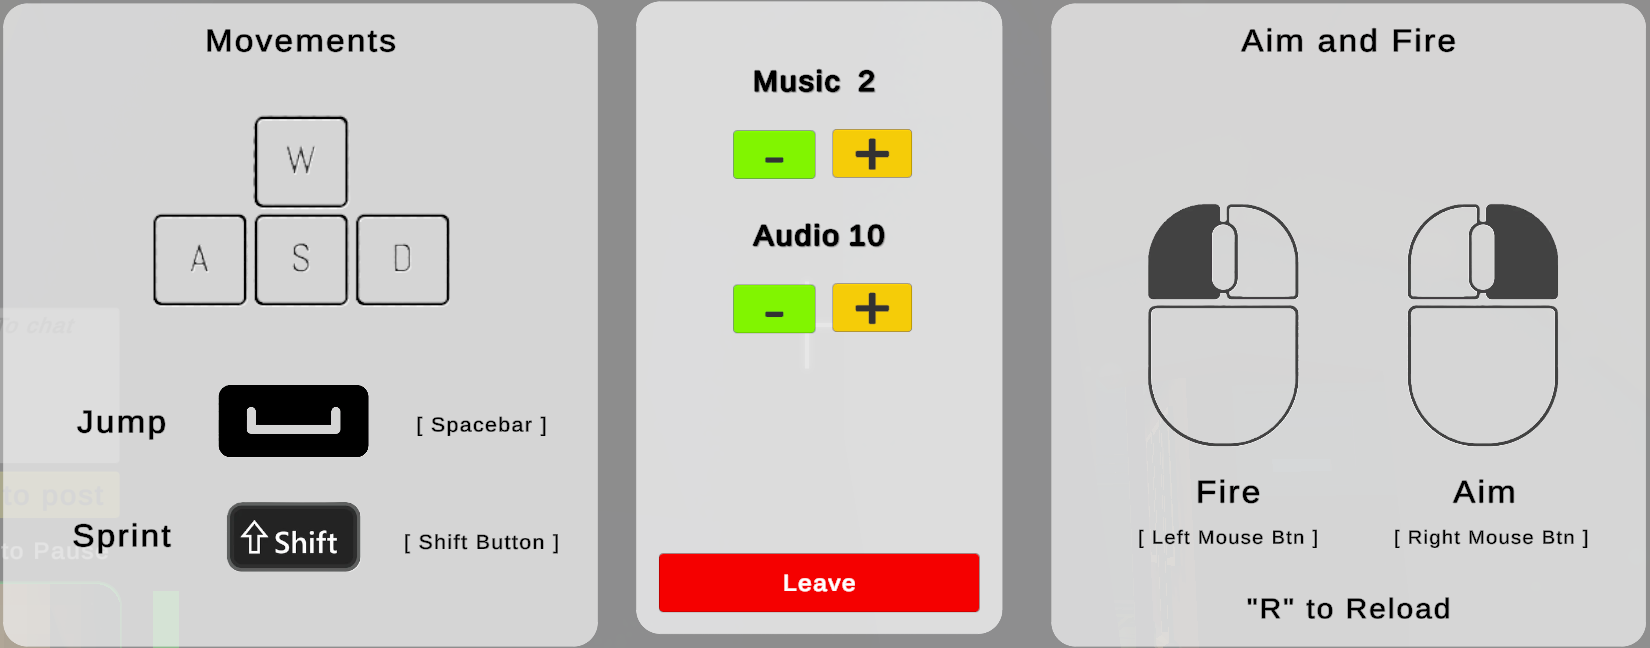 Movements
W
A S D
To chat
Jump [ Spacebar ]
to post
Sprint Shift [ Shift Button ]
to Pause
Music 2
- +
Audio 10
- +
Leave
Aim and Fire
Fire Aim
[ Left Mouse Btn ] [ Right Mouse Btn ]
"R" to Reload